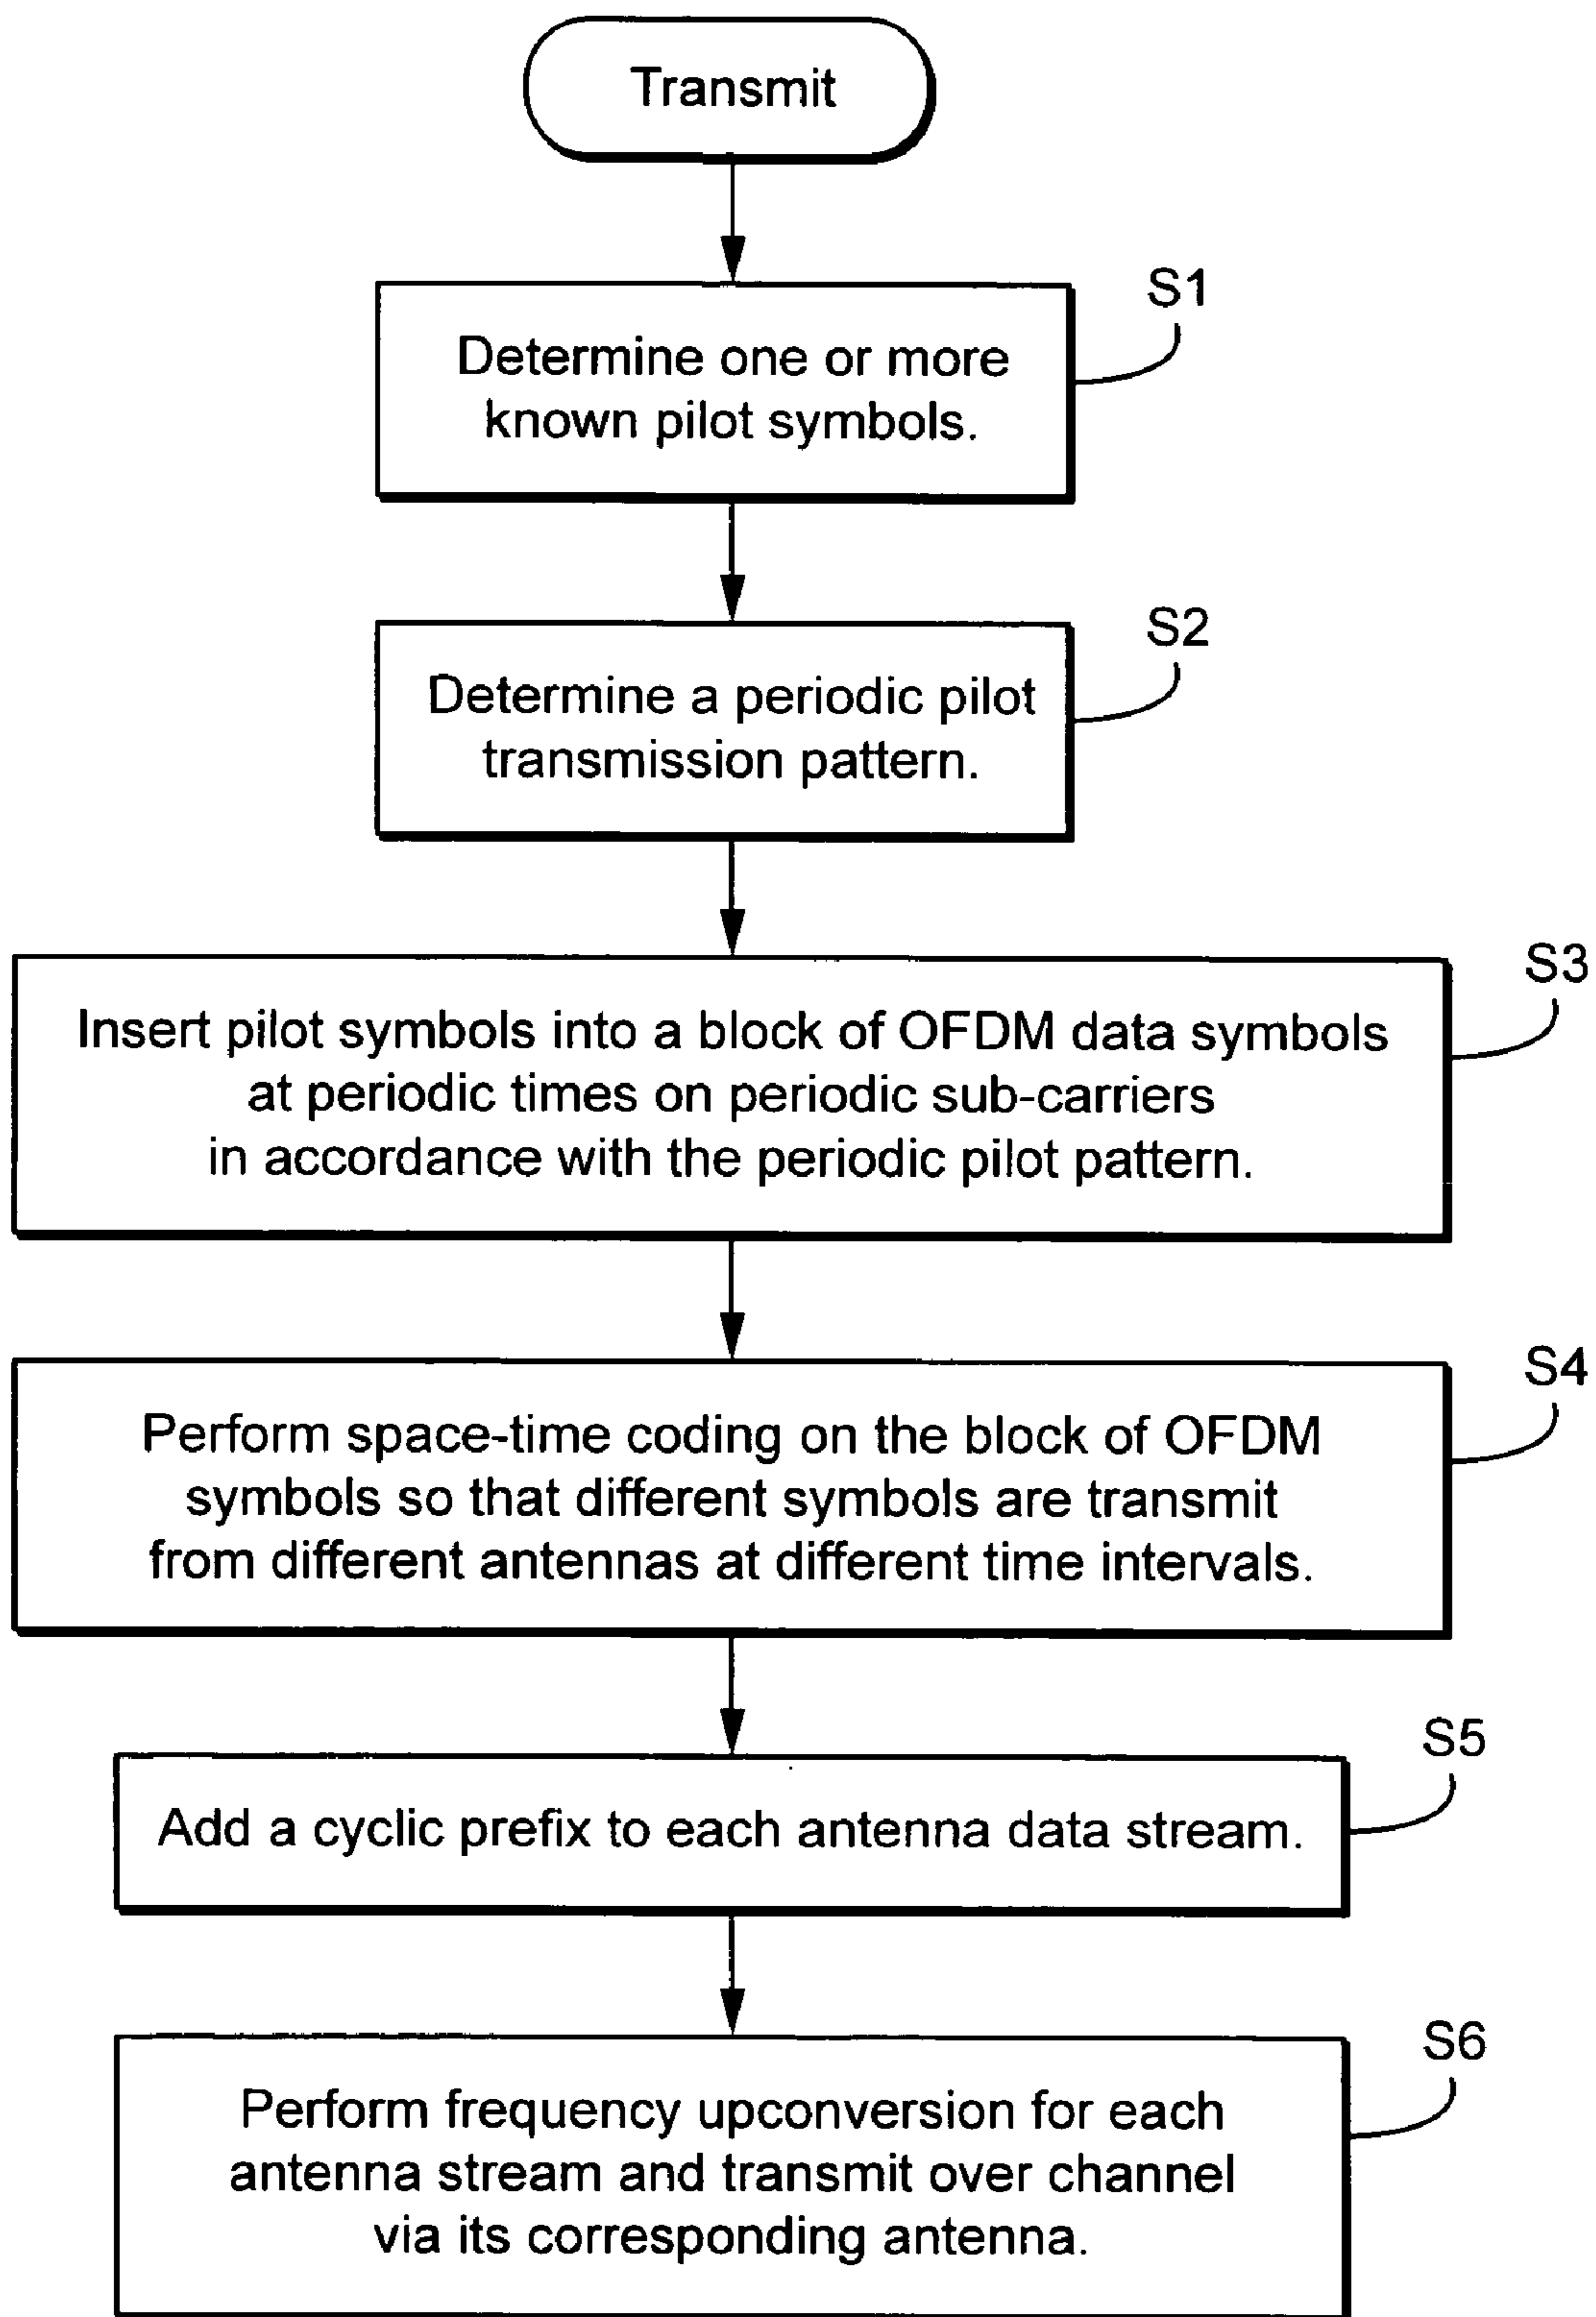 Transmit
S1
Determine one or more
known pilot symbols.
S2
Determine a periodic pilot
transmission pattern.
S3
Insert pilot symbols into a block of OFDM data symbols
at periodic times on periodic sub-carriers
in accordance with the periodic pilot pattern.
S4
Perform space-time coding on the block of OFDM
symbols so that different symbols are transmit
from different antennas at different time intervals.
S5
Add a cyclic prefix to each antenna data stream.
S6
Perform frequency upconversion for each
antenna stream and transmit over channel
via its corresponding antenna.